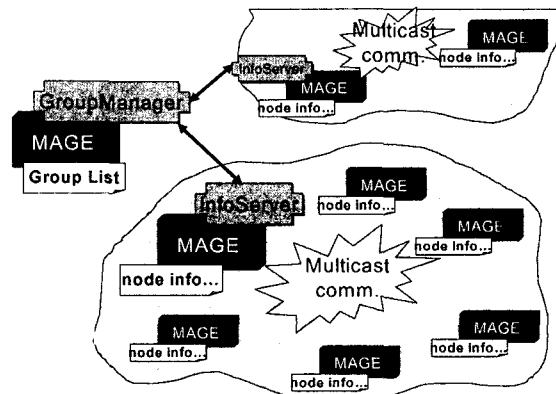 Multicast
comm.
MAGE
node info...
InfoServer
MAGE
node info...
GroupManager
MAGE
Group List
InfoServer
MAGE
node info...
MAGE
node info...
MAGE
node info...
Multicast
comm.
MAGE
node info...
MAGE
node info...
MAGE
node info...